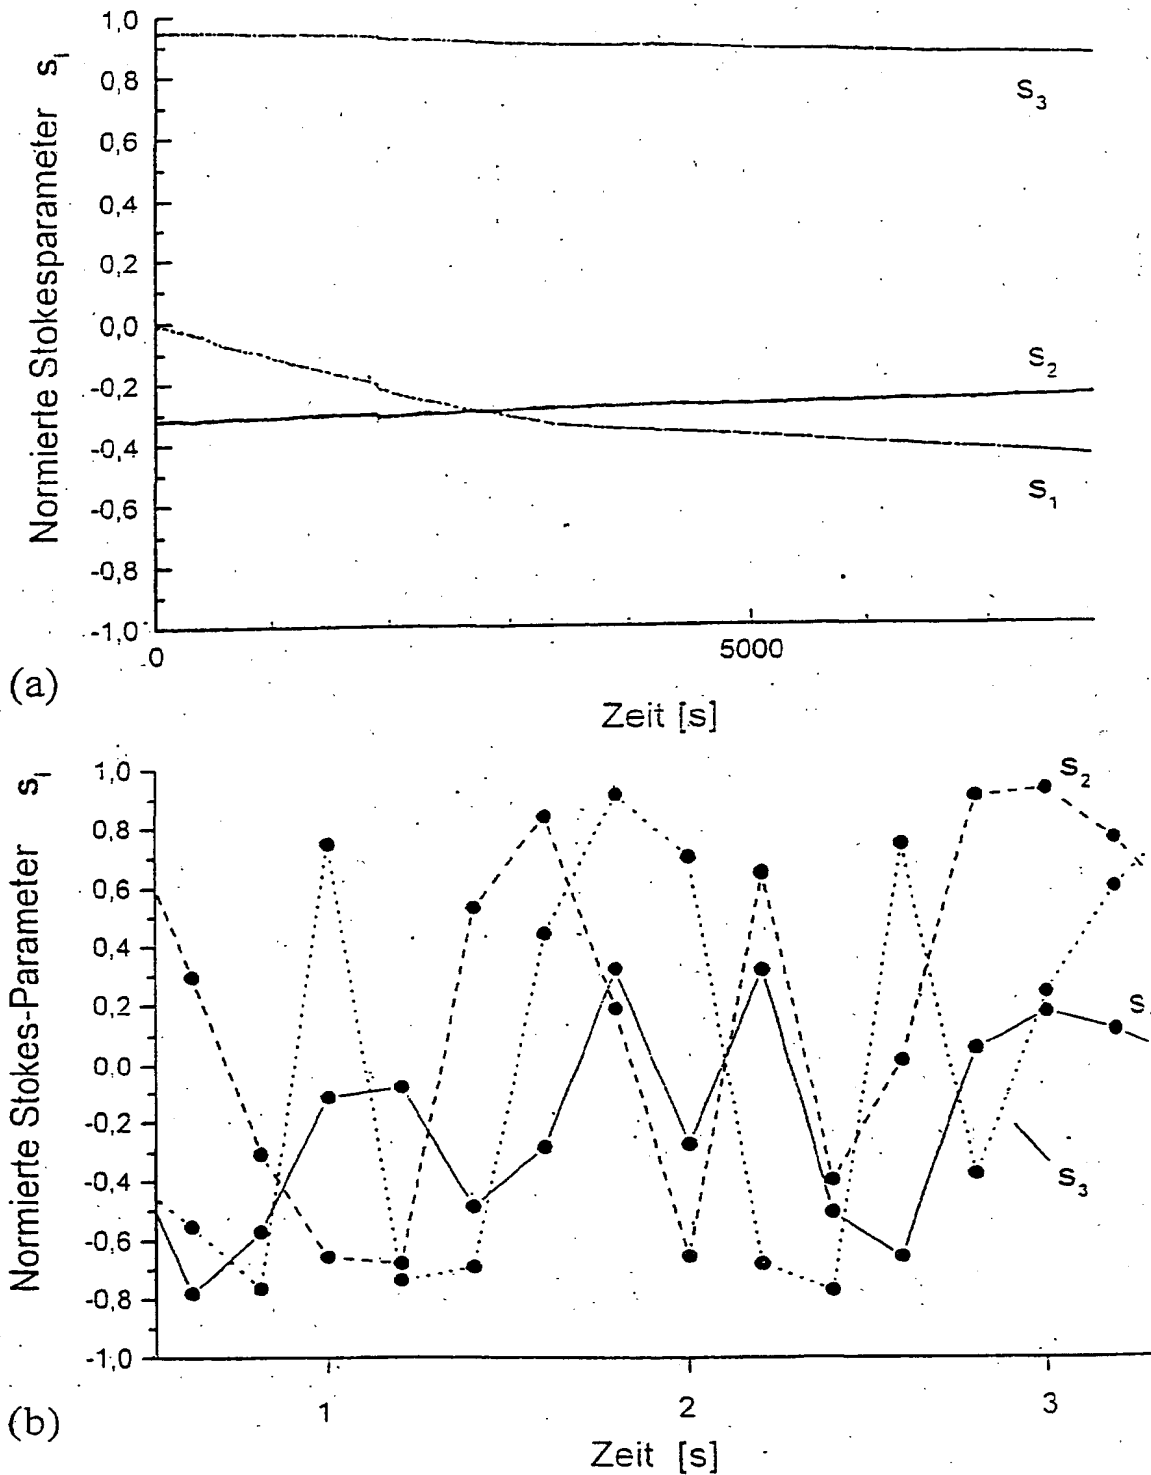 Normierte Stokesparameter s_i
1,0
0,8
0,6
0,4
0,2
0,0
-0,2
-0,4
-0,6
-0,8
-1,0
s_3
s_2
s_1
0
5000
(a)
Zeit [s]
Normierte Stokes-Parameter s_i
1,0
0,8
0,6
0,4
0,2
0,0
-0,2
-0,4
-0,6
-0,8
-1,0
s_2
s
s_3
1
2
3
(b)
Zeit [s]